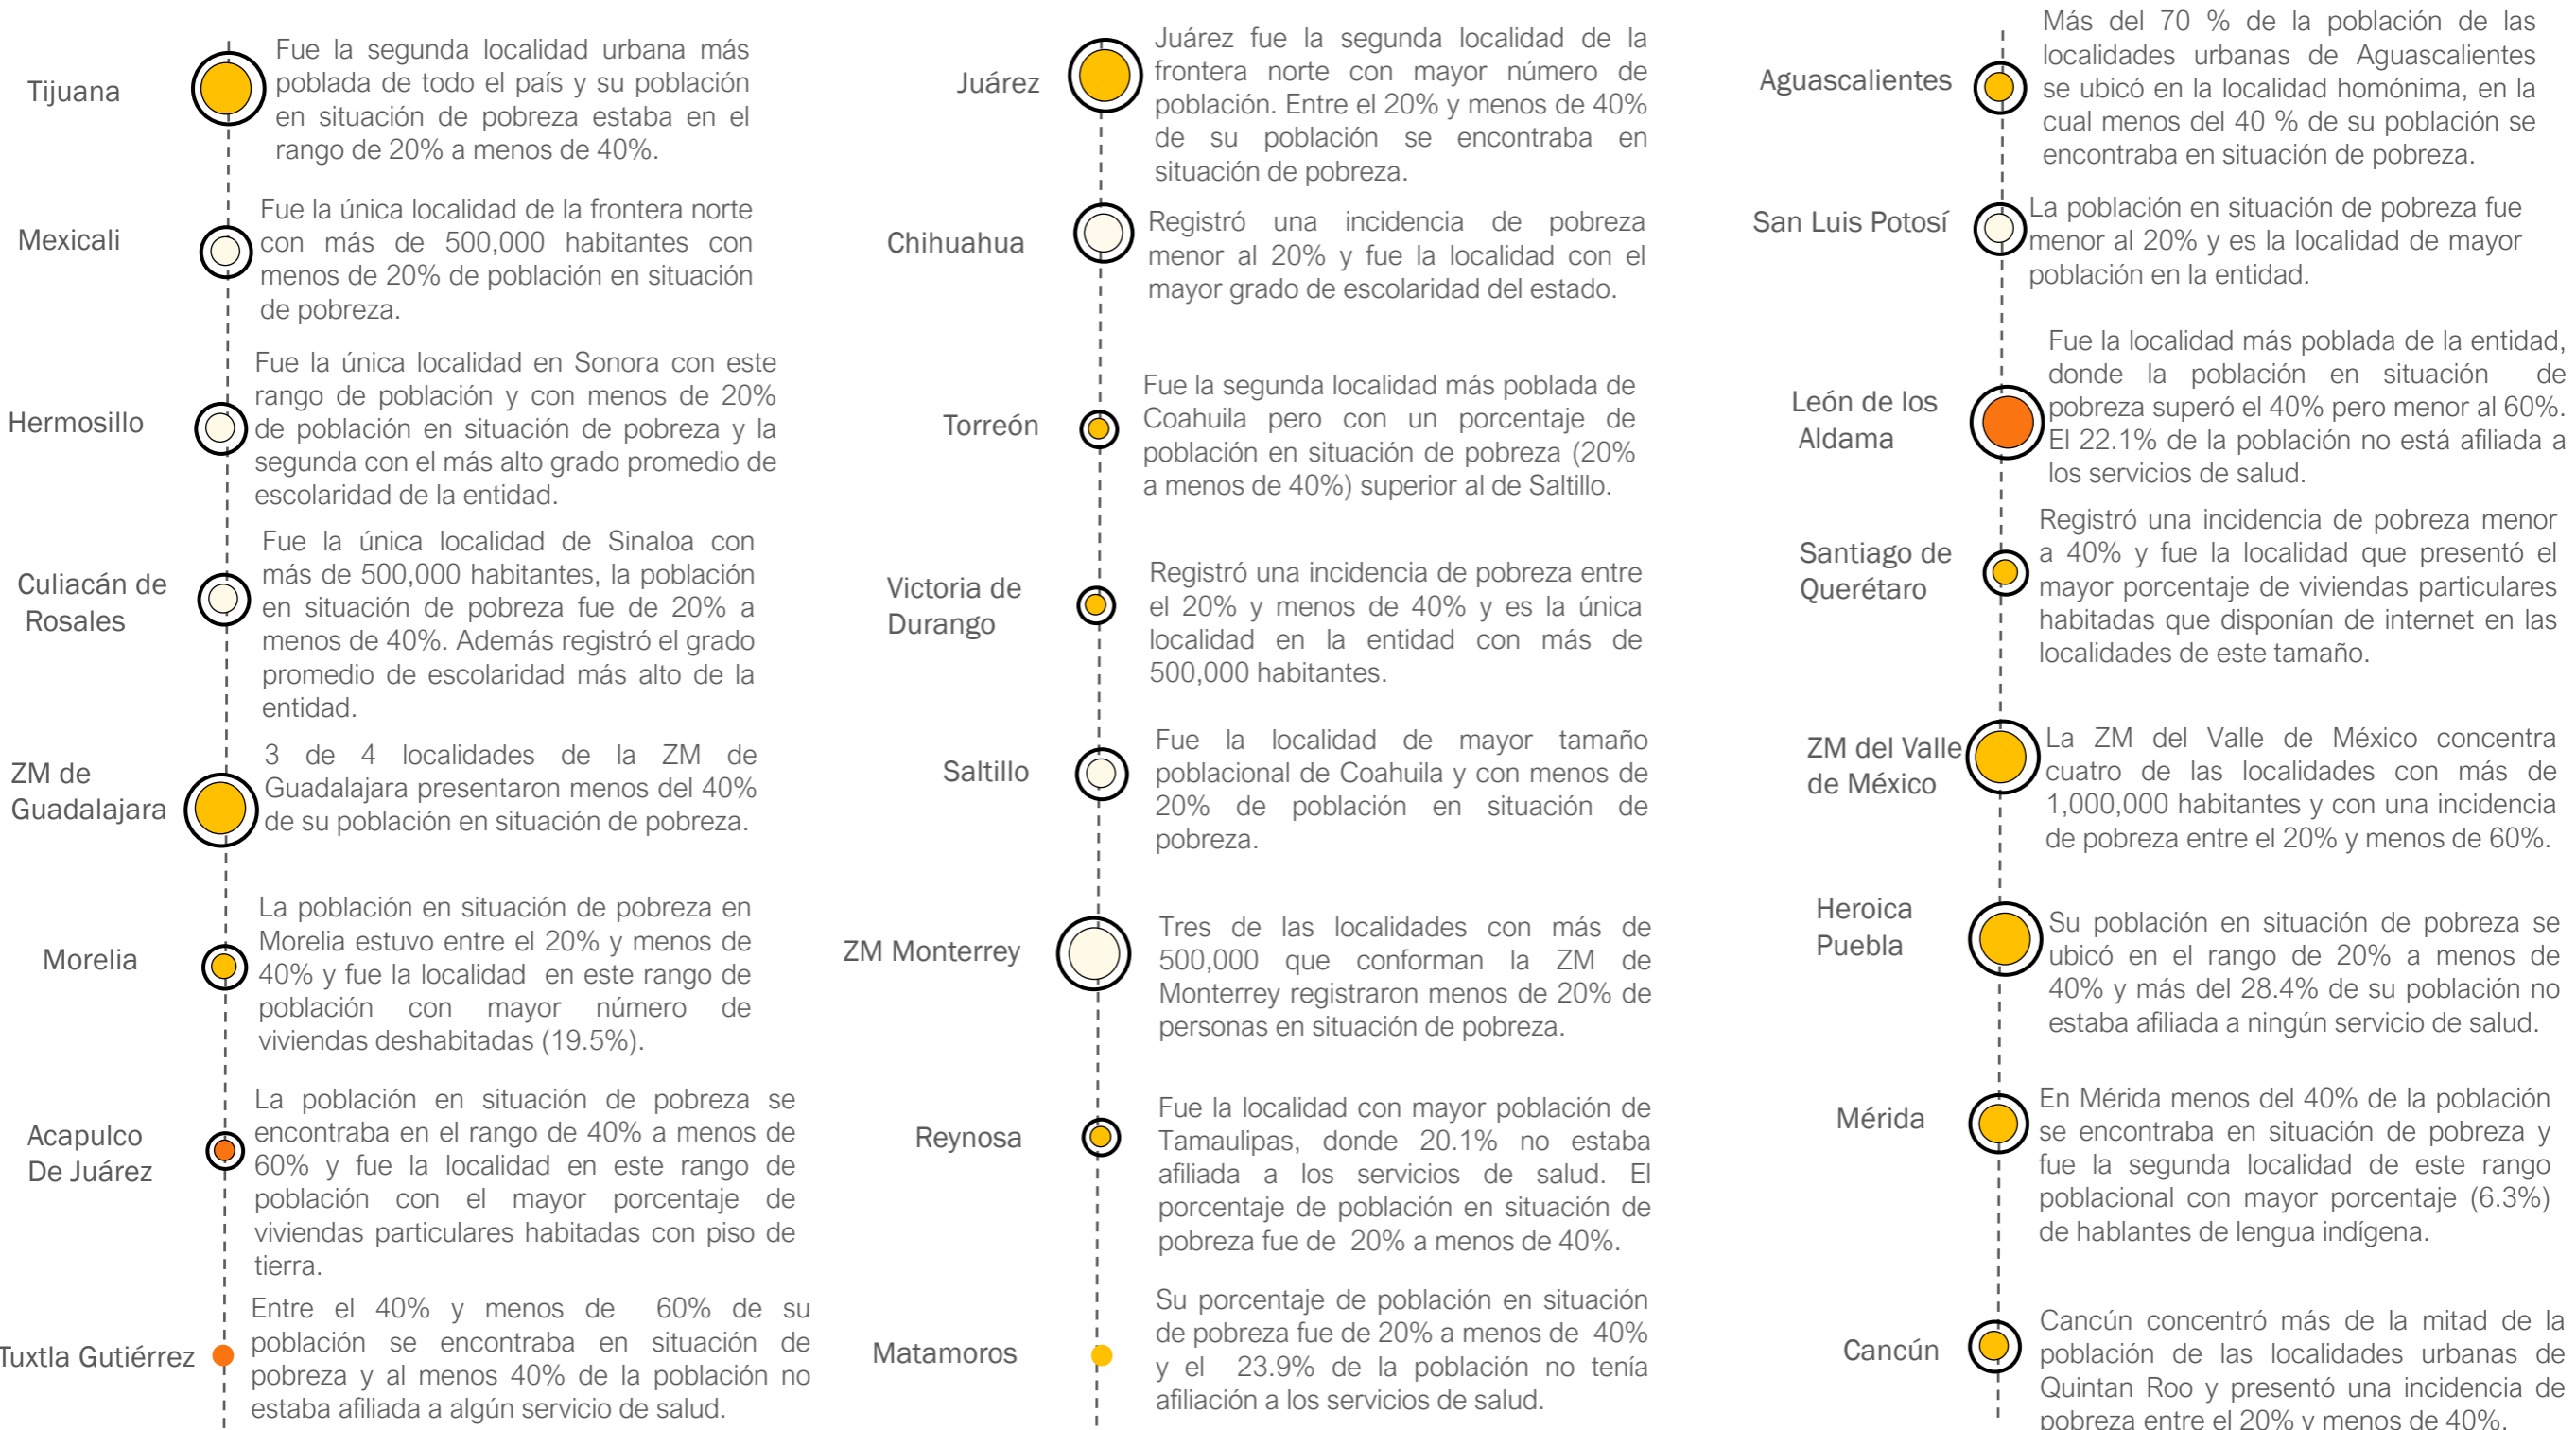 Tijuana
Fue la segunda localidad urbana más
poblada de todo el país y su población
en situación de pobreza estaba en el
rango de 20% a menos de 40%.
Mexicali
Fue la única localidad de la frontera norte
con más de 500,000 habitantes con
menos de 20% de población en situación
de pobreza.
Hermosillo
Fue la única localidad en Sonora con este
rango de población y con menos de 20%
de población en situación de pobreza y la
segunda con el más alto grado promedio de
escolaridad de la entidad.
Culiacán de
Rosales
Fue la única localidad de Sinaloa con
más de 500,000 habitantes, la población
en situación de pobreza fue de 20% a
menos de 40%. Además registró el grado
promedio de escolaridad más alto de la
entidad.
ZM de
Guadalajara
3 de 4 localidades de la ZM de
Guadalajara presentaron menos del 40%
de su población en situación de pobreza.
Morelia
La población en situación de pobreza en
Morelia estuvo entre el 20% y menos de
40% y fue la localidad en este rango de
población con mayor número de
viviendas deshabitadas (19.5%).
Acapulco
De Juárez
La población en situación de pobreza se
encontraba en el rango de 40% a menos de
60% y fue la localidad en este rango de
población con el mayor porcentaje de
viviendas particulares habitadas con piso de
tierra.
Tuxtla Gutiérrez
Entre el 40% y menos de 60% de su
población se encontraba en situación de
pobreza y al menos 40% de la población no
estaba afiliada a algún servicio de salud.
Juárez
Juárez fue la segunda localidad de la
frontera norte con mayor número de
población. Entre el 20% y menos de 40%
de su población se encontraba en
situación de pobreza.
Chihuahua
Registró una incidencia de pobreza
menor al 20% y fue la localidad con el
mayor grado de escolaridad del estado.
Torreón
Fue la segunda localidad más poblada de
Coahuila pero con un porcentaje de
población en situación de pobreza (20%
a menos de 40%) superior al de Saltillo.
Victoria de
Durango
Registró una incidencia de pobreza entre
el 20% y menos de 40% y es la única
localidad en la entidad con más de
500,000 habitantes.
Saltillo
Fue la localidad de mayor tamaño
poblacional de Coahuila y con menos de
20% de población en situación de
pobreza.
ZM Monterrey
Tres de las localidades con más de
500,000 que conforman la ZM de
Monterrey registraron menos de 20% de
personas en situación de pobreza.
Reynosa
Fue la localidad con mayor población de
Tamaulipas, donde 20.1% no estaba
afiliada a los servicios de salud. El
porcentaje de población en situación de
pobreza fue de 20% a menos de 40%.
Matamoros
Su porcentaje de población en situación
de pobreza fue de 20% a menos de 40%
y el 23.9% de la población no tenía
afiliación a los servicios de salud.
Aguascalientes
Más del 70 % de la población de las
localidades urbanas de Aguascalientes
se ubicó en la localidad homónima, en la
cual menos del 40 % de su población se
encontraba en situación de pobreza.
San Luis Potosí
La población en situación de pobreza fue
menor al 20% y es la localidad de mayor
población en la entidad.
León de los
Aldama
Fue la localidad más poblada de la entidad,
donde la población en situación de
pobreza superó el 40% pero menor al 60%.
El 22.1% de la población no está afiliada a
los servicios de salud.
Santiago de
Querétaro
Registró una incidencia de pobreza menor
a 40% y fue la localidad que presentó el
mayor porcentaje de viviendas particulares
habitadas que disponían de internet en las
localidades de este tamaño.
ZM del Valle
de México
La ZM del Valle de México concentra
cuatro de las localidades con más de
1,000,000 habitantes y con una incidencia
de pobreza entre el 20% y menos de 60%.
Heroica
Puebla
Su población en situación de pobreza se
ubicó en el rango de 20% a menos de
40% y más del 28.4% de su población no
estaba afiliada a ningún servicio de salud.
Mérida
En Mérida menos del 40% de la población
se encontraba en situación de pobreza y
fue la segunda localidad de este rango
poblacional con mayor porcentaje (6.3%)
de hablantes de lengua indígena.
Cancún
Cancún concentró más de la mitad de la
población de las localidades urbanas de
Quintan Roo y presentó una incidencia de
pobreza entre el 20% y menos de 40%.